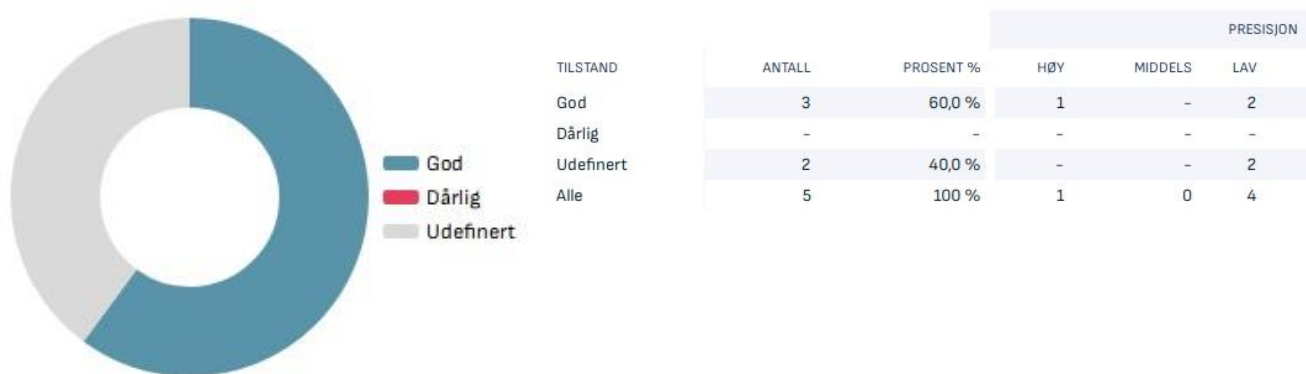 God
Dårlig
Udefinert
PRESISJON
TILSTAND ANTALL PROSENT % HØY MIDDELS LAV
God 3 60,0 % 1 - 2
Dårlig - - - - -
Udefinert 2 40,0 % - - 2
Alle 5 100 % 1 0 4